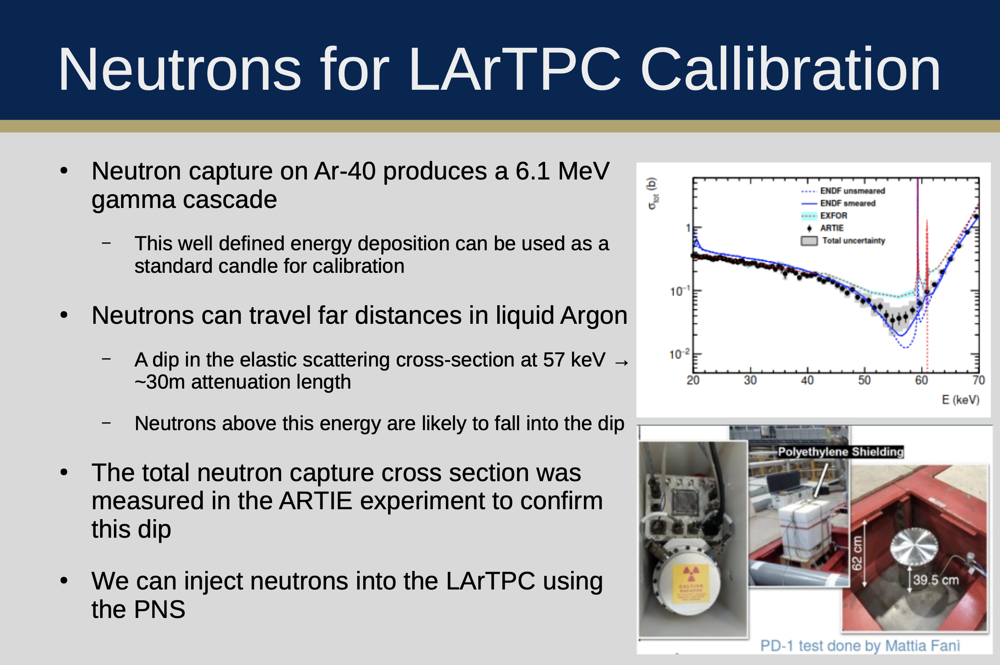 Neutrons for LArTPC Callibration
• Neutron capture on Ar-40 produces a 6.1 MeV
gamma cascade
– This well defined energy deposition can be used as a
standard candle for calibration
• Neutrons can travel far distances in liquid Argon
– A dip in the elastic scattering cross-section at 57 keV →
~30m attenuation length
– Neutrons above this energy are likely to fall into the dip
• The total neutron capture cross section was
measured in the ARTIE experiment to confirm
this dip
• We can inject neutrons into the LArTPC using
the PNS
σtot (b)
ENDF unsmeared
ENDF smeared
EXFOR
ARTIE
Total uncertainty
1
10⁻¹
10⁻²
20 30 40 50 60 70
E (keV)
Polyethylene Shielding
CAUTION
RADIATION
62 cm
39.5 cm
PD-1 test done by Mattia Fanì